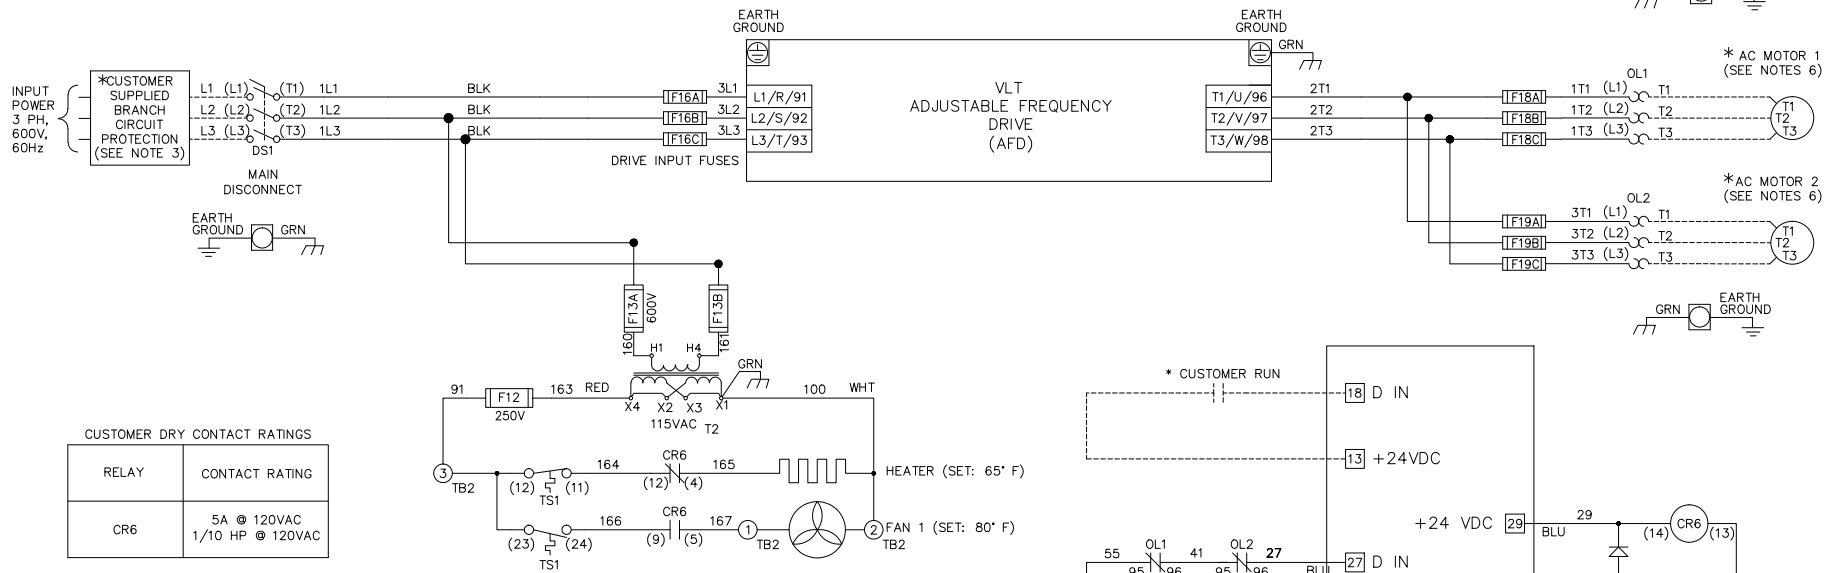 EARTH
GROUND
EARTH
GROUND
GRN
INPUT
POWER
3 PH,
600V,
60Hz
*CUSTOMER
SUPPLIED
BRANCH
CIRCUIT
PROTECTION
(SEE NOTE 3)
L1 (L1) (T1) 1L1 BLK F16A 3L1 L1/R/91
L2 (L2) (T2) 1L2 F16B 3L2 L2/S/92
L3 (L3) (T3) 1L3 BLK F16C 3L3 L3/T/93
DS1
MAIN
DISCONNECT
DRIVE INPUT FUSES
VLT
ADJUSTABLE FREQUENCY
DRIVE
(AFD)
T1/U/96 2T1 F18A 1T1 (L1) OL1 T1
T2/V/97 2T2 F18B 1T2 (L2) T2
T3/W/98 2T3 F18C 1T3 (L3) T3
* AC MOTOR 1
(SEE NOTES 6)
T1
T2
T3
*AC MOTOR 2
(SEE NOTES 6)
OL2
F19A 3T1 (L1) T1
F19B 3T2 (L2) T2
F19C 3T3 (L3) T3
T1
T2
T3
EARTH
GROUND
GRN
GRN
EARTH
GROUND
F13A
600V
F13B
160
161
H1 H4
GRN
91 F12 163 RED
250V
X4 X2 X3 X1
100 WHT
115VAC T2
3 TB2
(12) (11) 164 CR6 165
TS1
(12) (4)
HEATER (SET: 65° F)
166 CR6 167 1
(23) (24)
TS1
(9) (5)
TB2
2 FAN 1 (SET: 80° F)
TB2
CUSTOMER DRY CONTACT RATINGS
RELAY CONTACT RATING
CR6 5A @ 120VAC
1/10 HP @ 120VAC
* CUSTOMER RUN
18 D IN
13 +24VDC
+24 VDC 29
BLU
29
(14) CR6 (13)
55 OL1 41 OL2 27
95 96 95 96
BLU
27 D IN